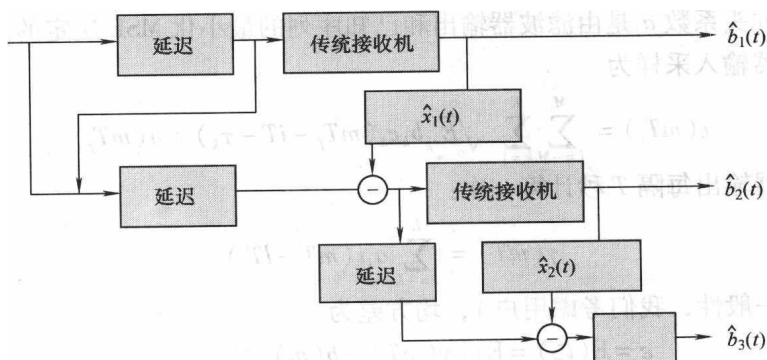 延迟
传统接收机
b̂₁(t)
x̂₁(t)
延迟
传统接收机
b̂₂(t)
延迟
x̂₂(t)
b̂₃(t)